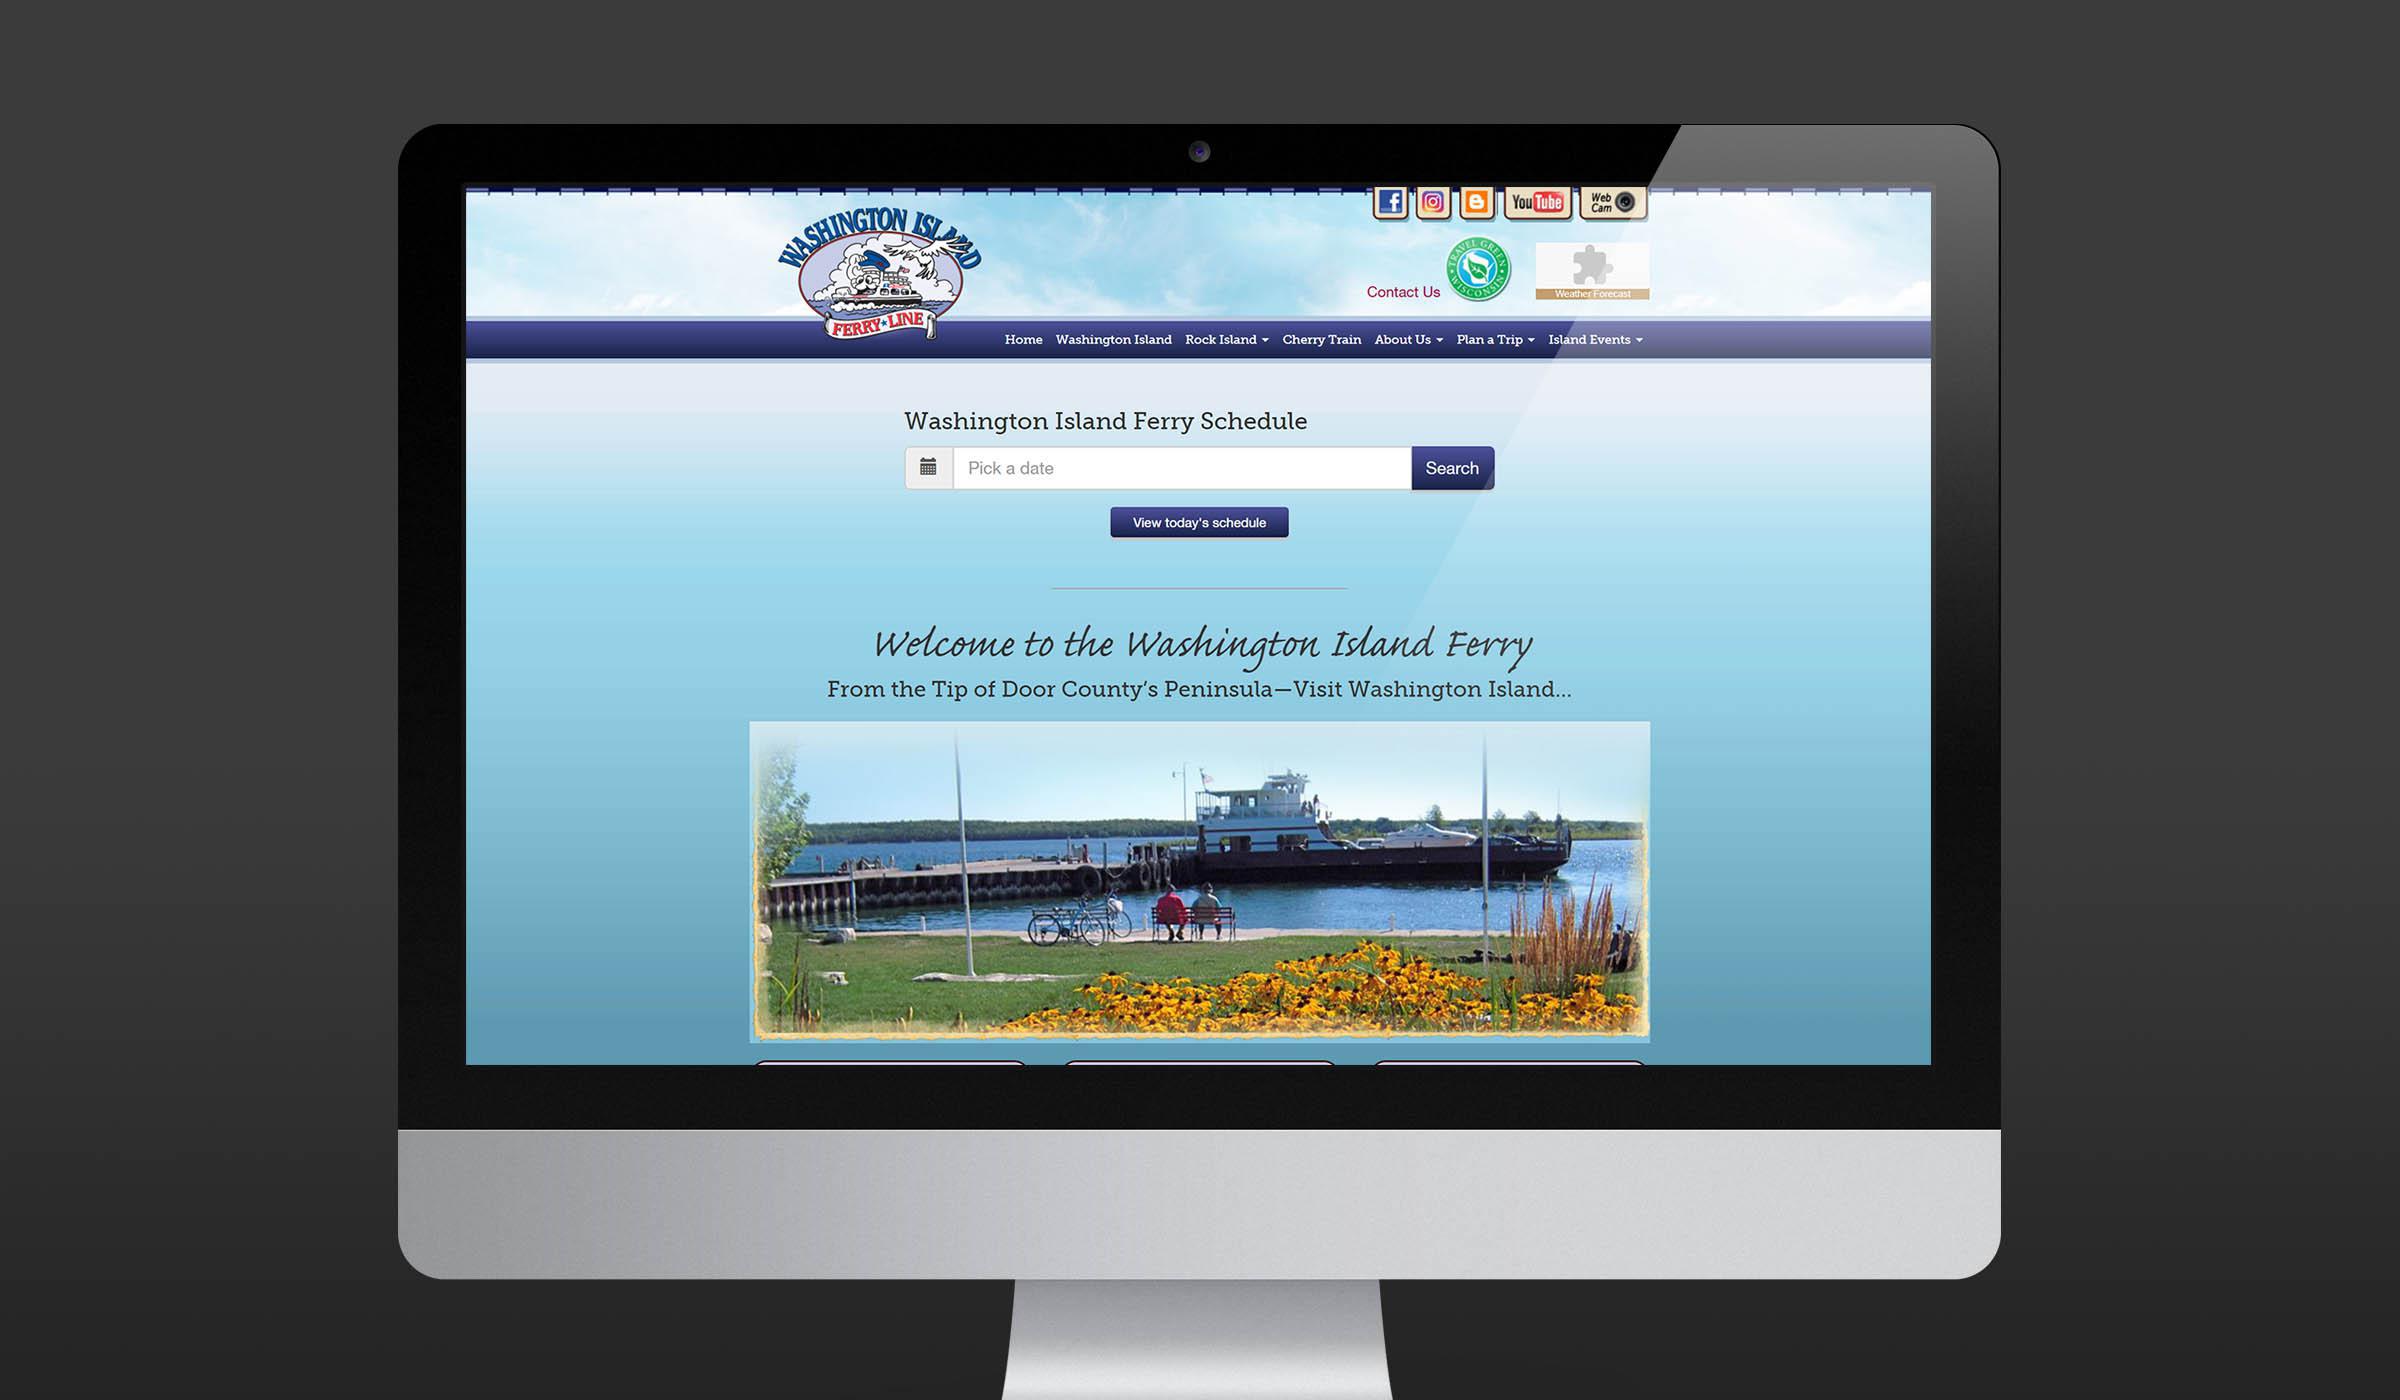 You Tube
Web Cam
WASHINGTON ISLAND
FERRY LINE
TRAVEL GREEN
WISCONSIN
Contact Us
Weather Forecast
Home Washington Island Rock Island Cherry Train About Us Plan a Trip Island Events
Washington Island Ferry Schedule
Pick a date
Search
View today's schedule
Welcome to the Washington Island Ferry
From the Tip of Door County's Peninsula—Visit Washington Island...